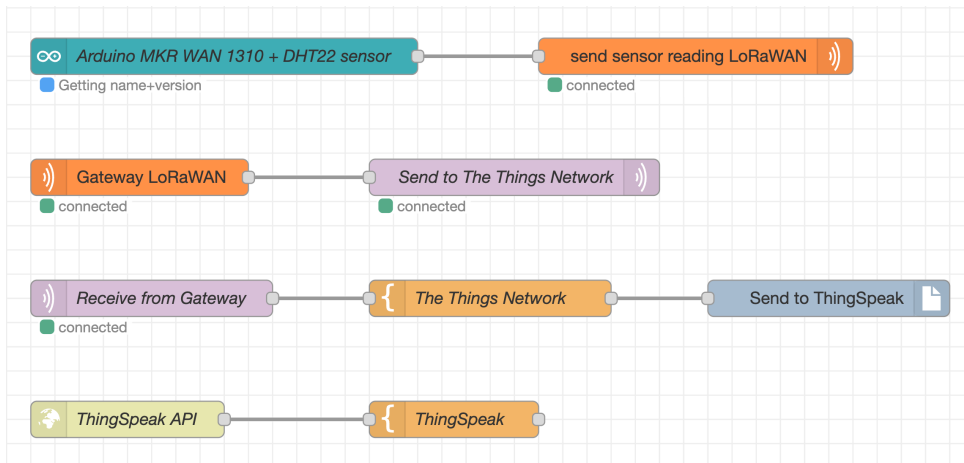 Arduino MKR WAN 1310 + DHT22 sensor
send sensor reading LoRaWAN
Getting name+version
connected
Gateway LoRaWAN
Send to The Things Network
connected
connected
Receive from Gateway
The Things Network
Send to ThingSpeak
connected
ThingSpeak API
ThingSpeak